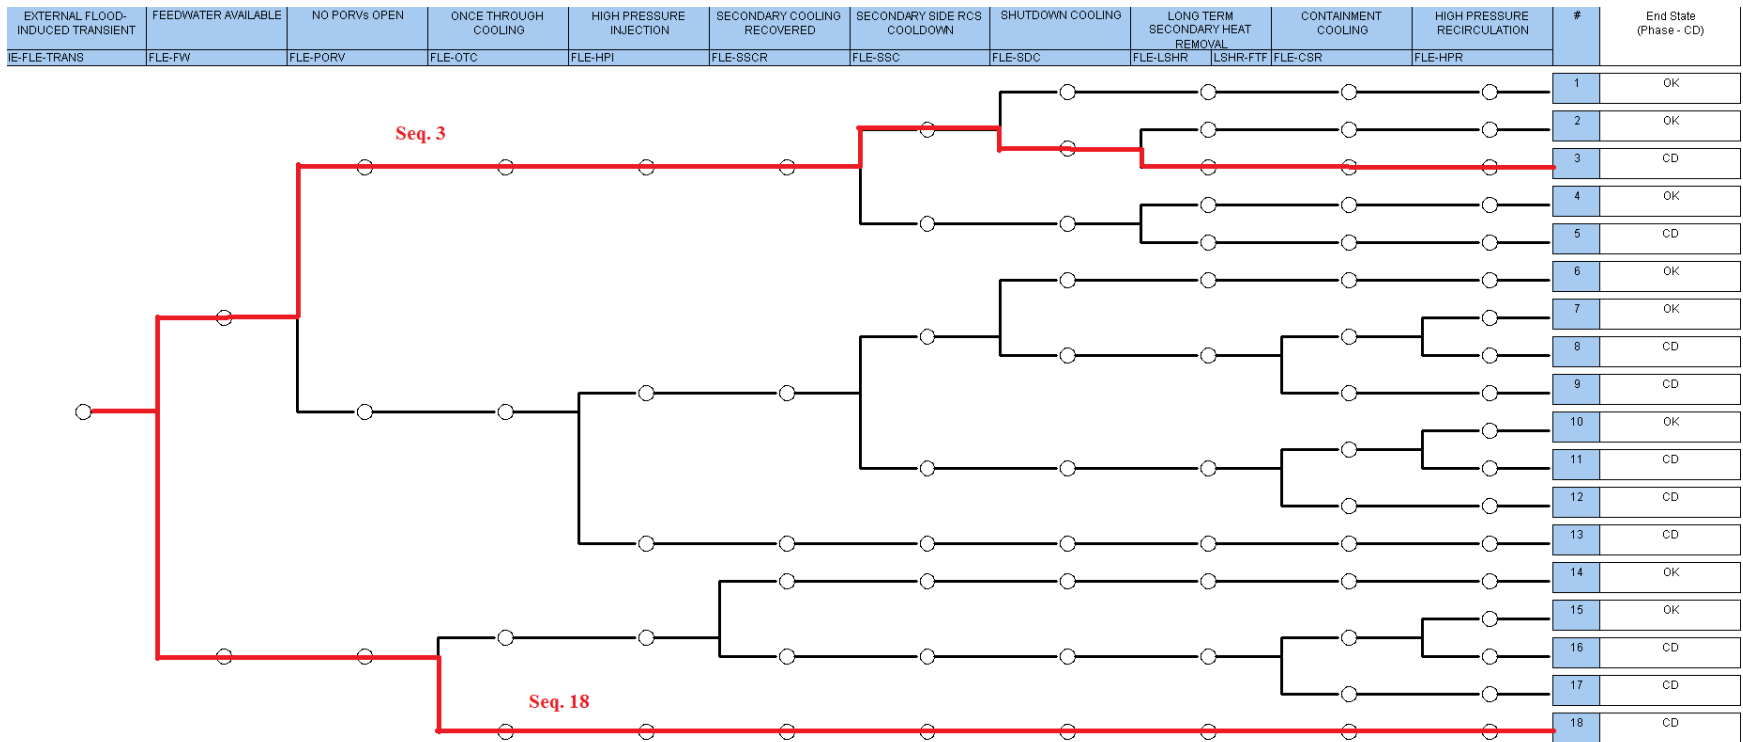 EXTERNAL FLOOD-
INDUCED TRANSIENT
FEEDWATER AVAILABLE
NO PORVs OPEN
ONCE THROUGH
COOLING
HIGH PRESSURE
INJECTION
SECONDARY COOLING
RECOVERED
SECONDARY SIDE RCS
COOLDOWN
SHUTDOWN COOLING
LONG TERM
SECONDARY HEAT
REMOVAL
CONTAINMENT
COOLING
HIGH PRESSURE
RECIRCULATION
#
End State
(Phase - CD)
IE-FLE-TRANS
FLE-FW
FLE-PORV
FLE-OTC
FLE-HPI
FLE-SSCR
FLE-SSC
FLE-SDC
FLE-LSHR
LSHR-FTF
FLE-CSR
FLE-HPR
1 OK
2 OK
Seq. 3
3 CD
4 OK
5 CD
6 OK
7 OK
8 CD
9 CD
10 OK
11 CD
12 CD
13 CD
14 OK
15 OK
16 CD
17 CD
Seq. 18
18 CD